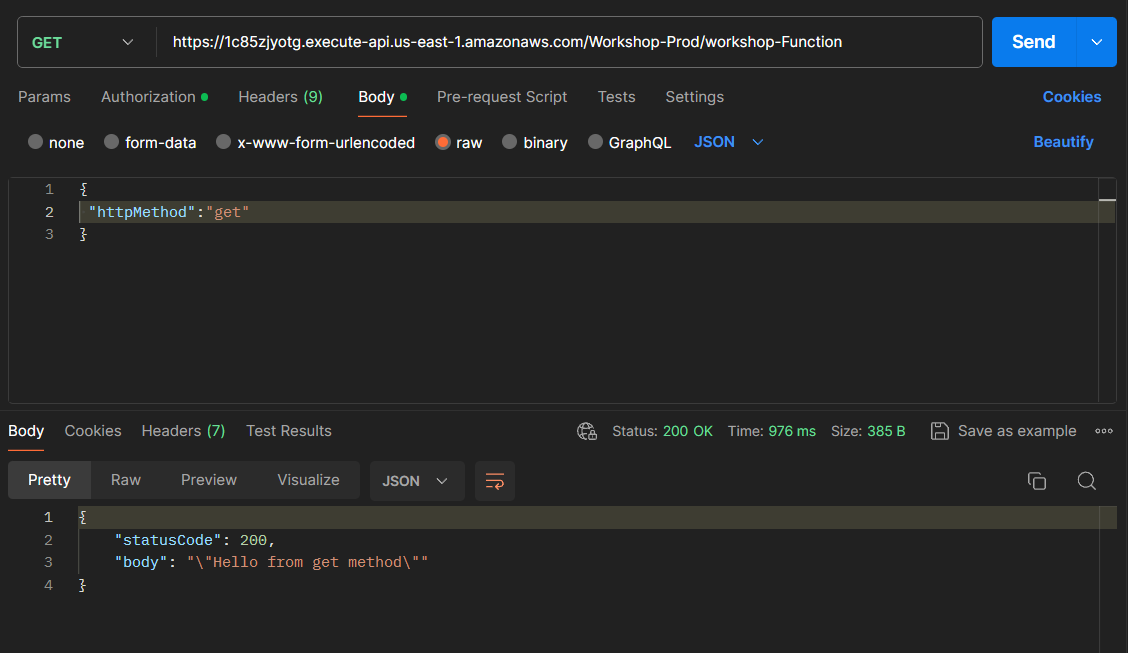 GET https://1c85zjyotg.execute-api.us-east-1.amazonaws.com/Workshop-Prod/workshop-Function Send
Params Authorization Headers (9) Body Pre-request Script Tests Settings Cookies
none form-data x-www-form-urlencoded raw binary GraphQL JSON Beautify
1 {
2 "httpMethod":"get"
3 }
Body Cookies Headers (7) Test Results Status: 200 OK Time: 976 ms Size: 385 B Save as example
Pretty Raw Preview Visualize JSON
1 {
2 "statusCode": 200,
3 "body": "\"Hello from get method\""
4 }